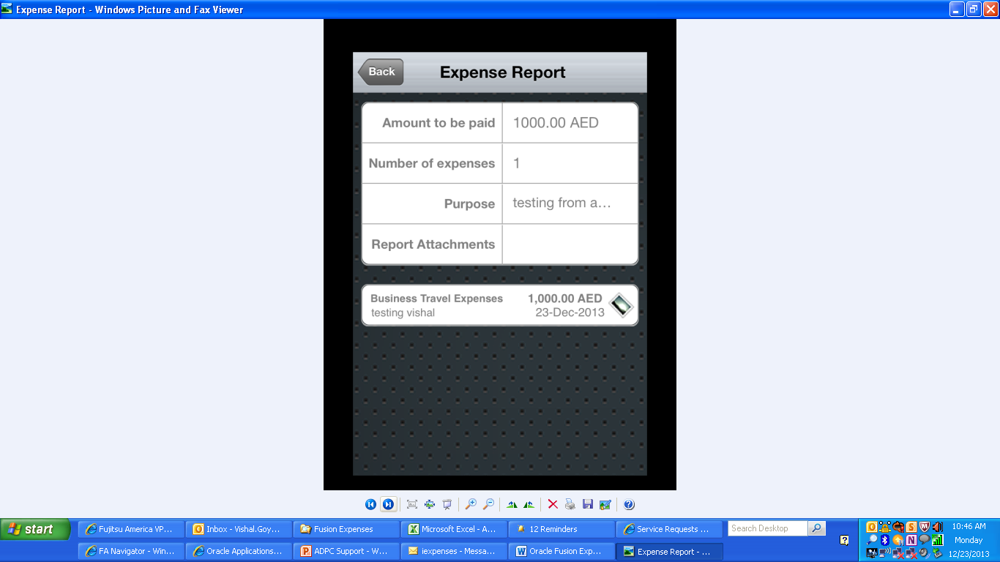 Expense Report - Windows Picture and Fax Viewer
Back
Expense Report
Amount to be paid 1000.00 AED
Number of expenses 1
Purpose testing from a...
Report Attachments
Business Travel Expenses 1,000.00 AED
testing vishal 23-Dec-2013
start
Fujitsu America VP...
Inbox - Vishal.Goy...
Fusion Expenses
Microsoft Excel - A...
12 Reminders
Service Requests ...
Search Desktop
10:46 AM
FA Navigator - Win...
Oracle Applications...
ADPC Support - W...
iexpenses - Messa...
Oracle Fusion Exp...
Expense Report - ...
Monday
12/23/2013